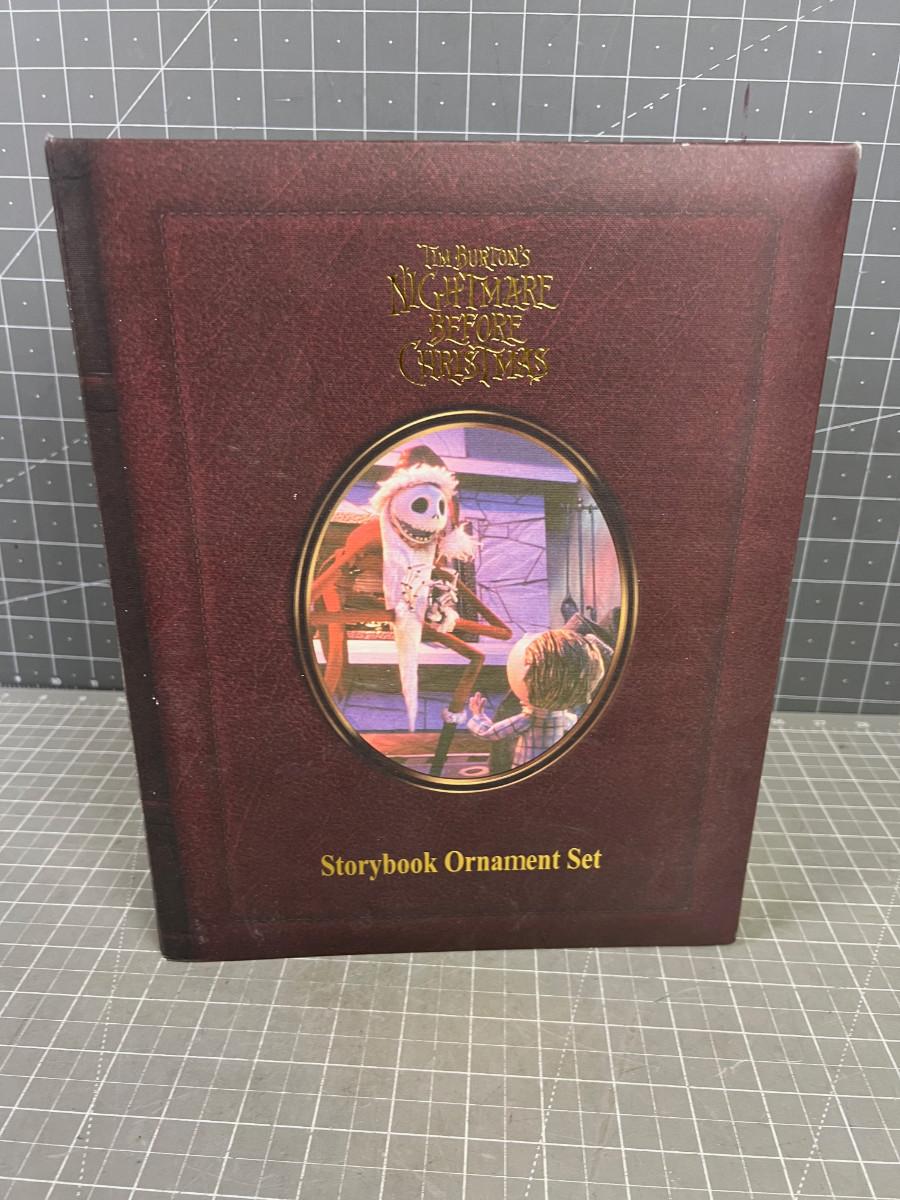 TIM BURTON'S
NIGHTMARE
BEFORE
CHRISTMAS
Storybook Ornament Set